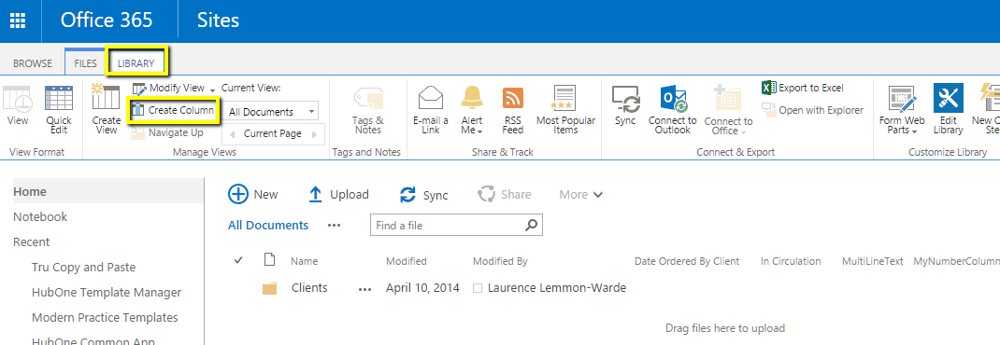 Office 365 Sites
BROWSE FILES LIBRARY
View
Quick Edit
View Format
Create View
Modify View
Create Column
Navigate Up
Current View:
All Documents
Current Page
Manage Views
Tags & Notes
Tags and Notes
E-mail a Link
Alert Me
RSS Feed
Most Popular Items
Share & Track
Sync
Connect to Outlook
Connect to Office
Export to Excel
Open with Explorer
Connect & Export
Form Web Parts
Edit Library
Customize Library
Home
Notebook
Recent
Tru Copy and Paste
HubOne Template Manager
Modern Practice Templates
HubOne Common App
New Upload Sync Share More
All Documents ••• Find a file
Name Modified Modified By Date Ordered By Client In Circulation MultiLineText MyNumberColumn
Clients ••• April 10, 2014 Laurence Lemmon-Warde
Drag files here to upload